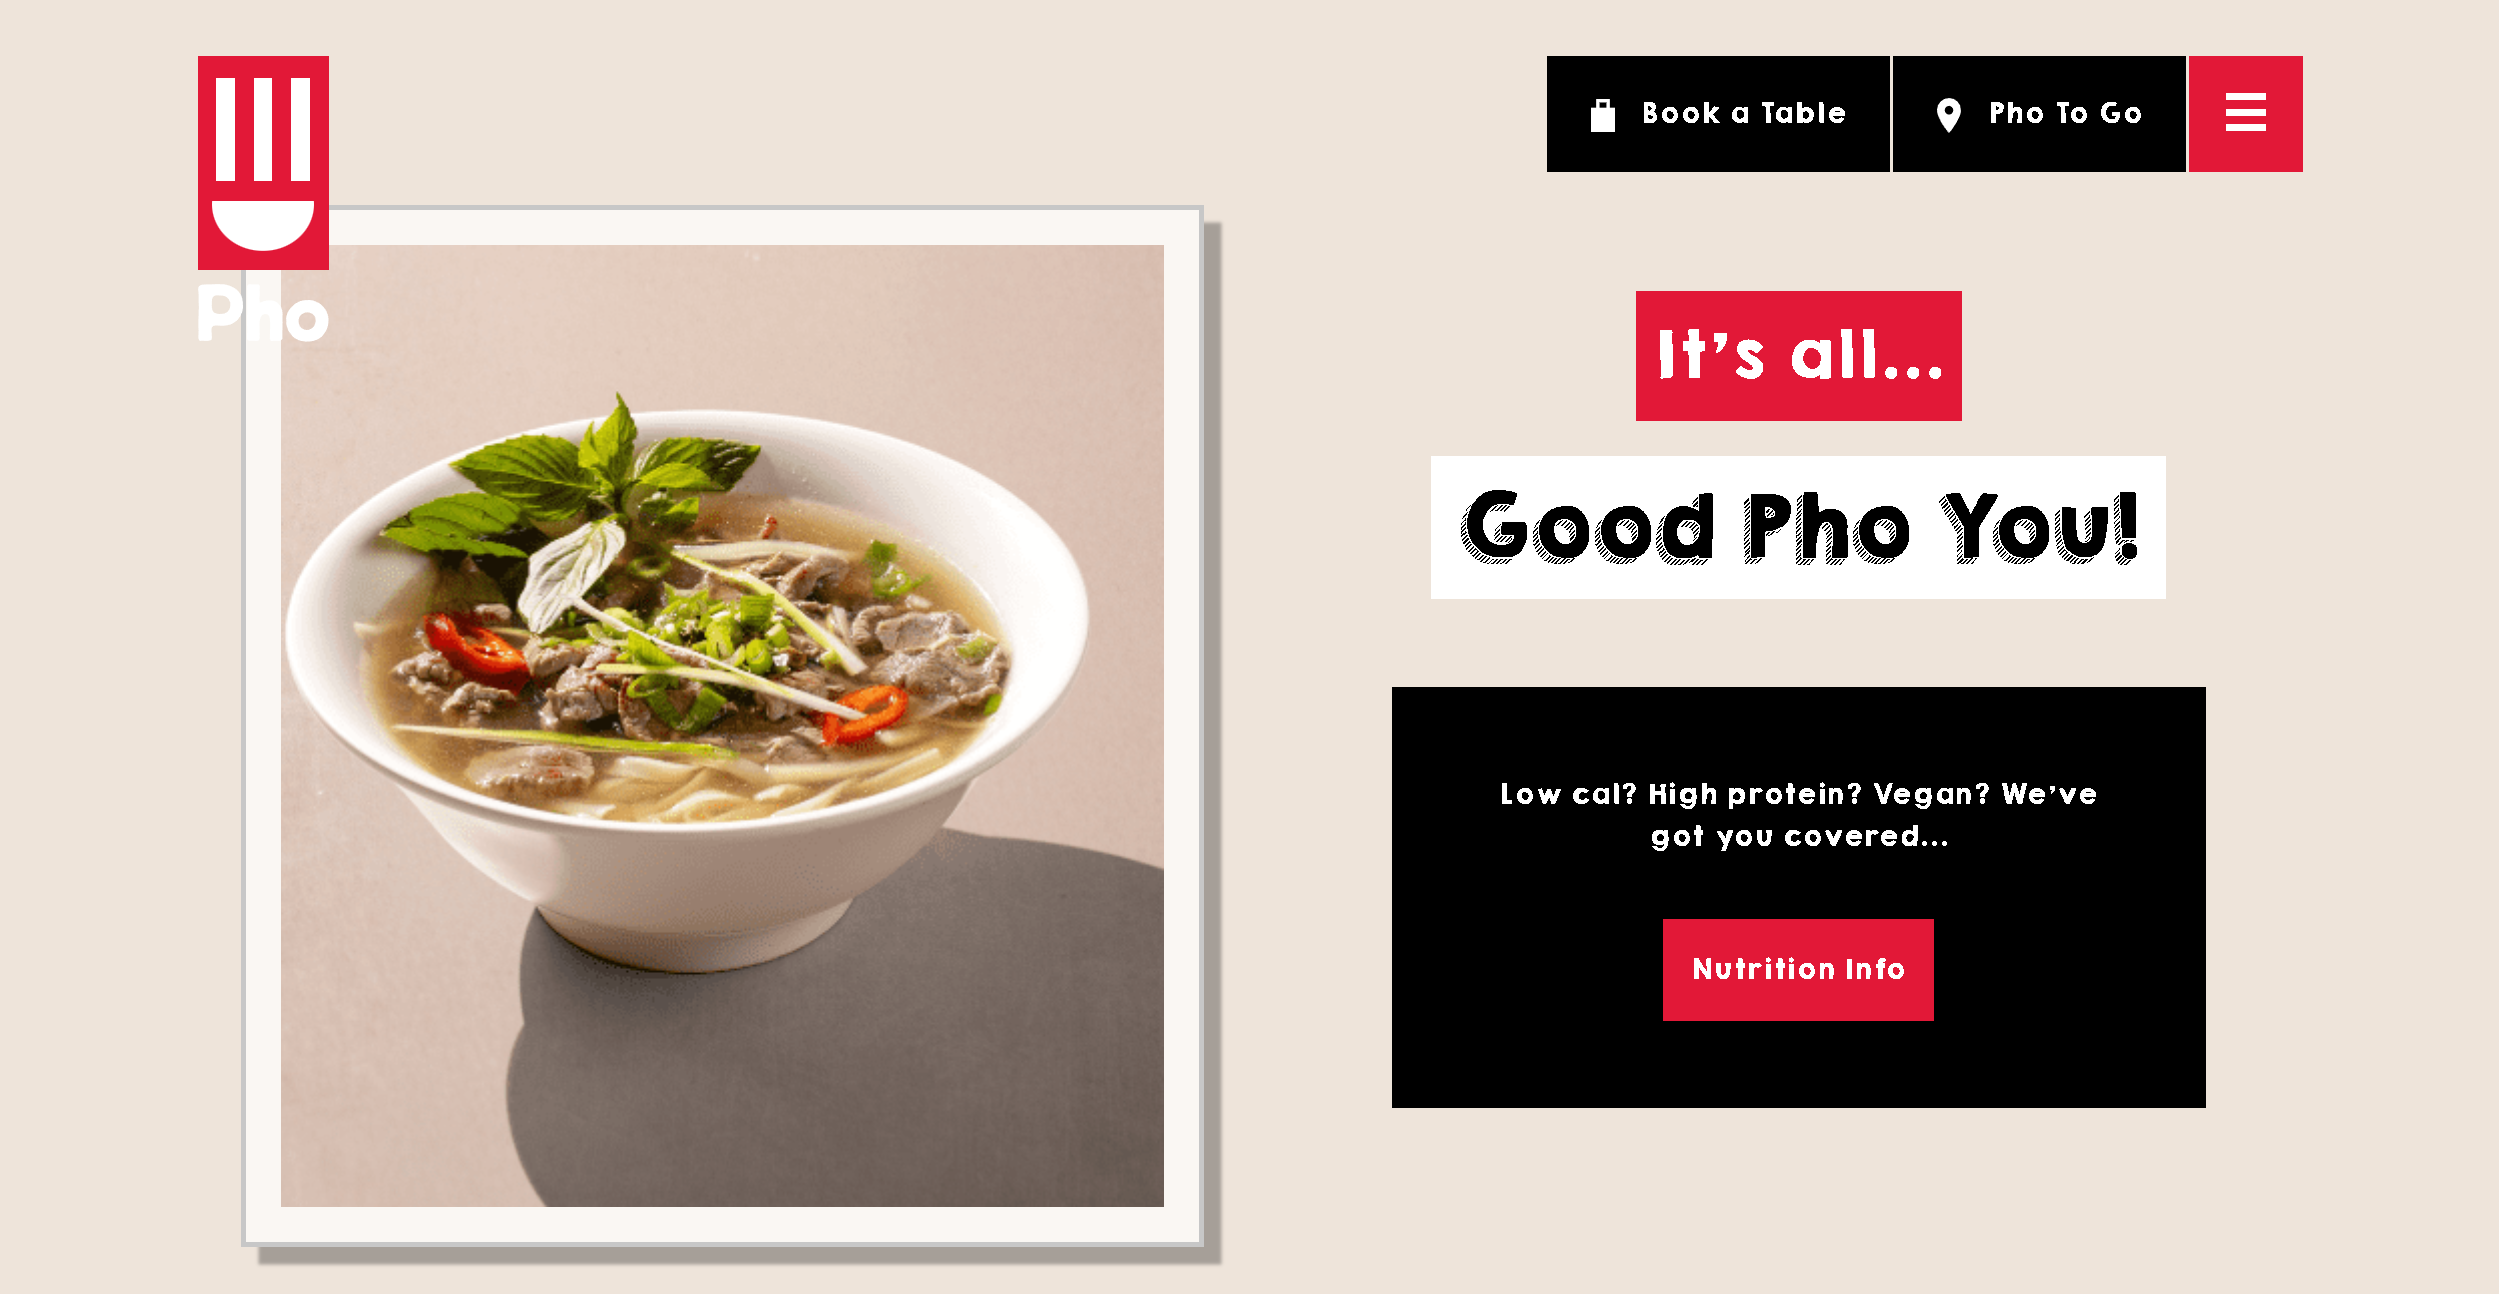 Book a Table
Pho To Go
Pho
It's all...
Good Pho You!
Low cal? High protein? Vegan? We've
got you covered...
Nutrition Info